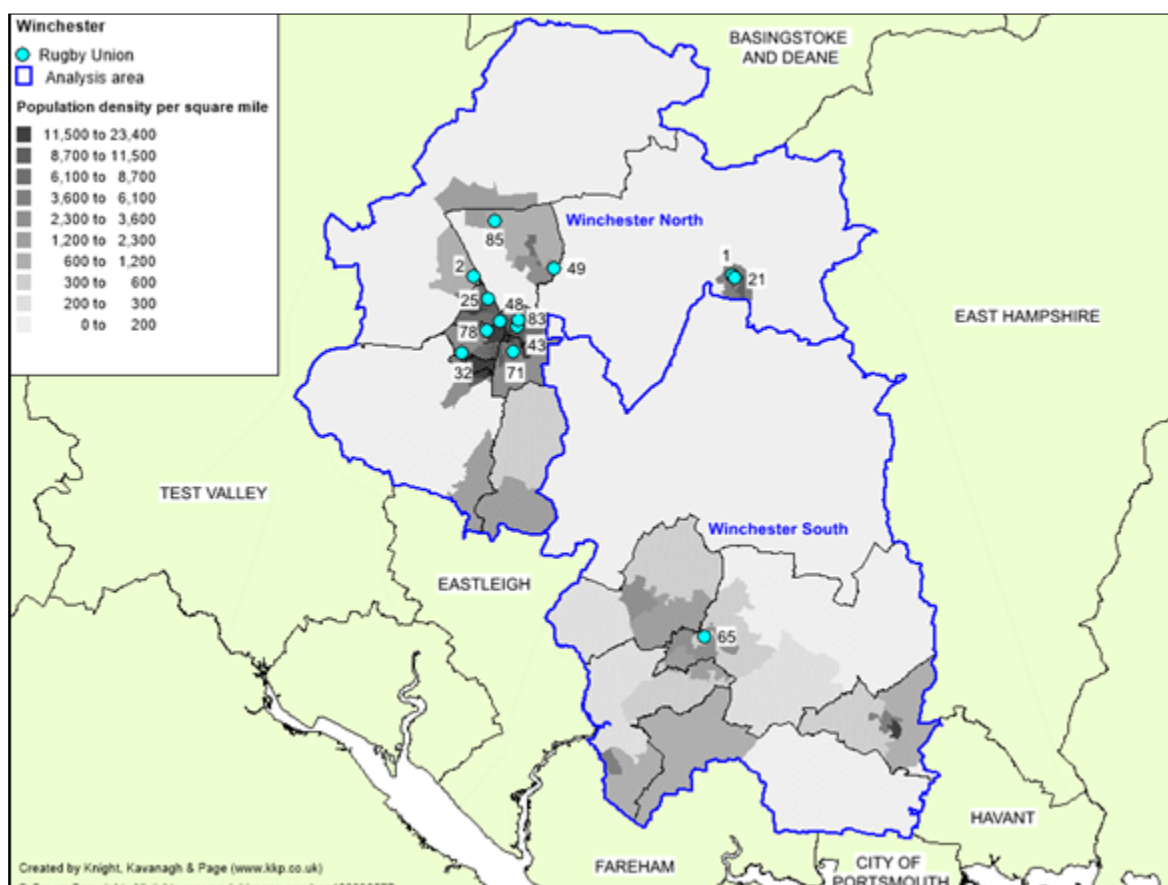 Winchester
Rugby Union
Analysis area
Population density per square mile
11,500 to 23,400
8,700 to 11,500
6,100 to 8,700
3,600 to 6,100
2,300 to 3,600
1,200 to 2,300
600 to 1,200
300 to 600
200 to 300
0 to 200
BASINGSTOKE
AND DEANE
Winchester North
85
2
49
1
21
25
48
83
78
43
32
71
EAST HAMPSHIRE
TEST VALLEY
Winchester South
EASTLEIGH
65
HAVANT
FAREHAM
CITY OF
PORTSMOUTH
Created by Knight, Kavanagh & Page (www.kkp.co.uk)